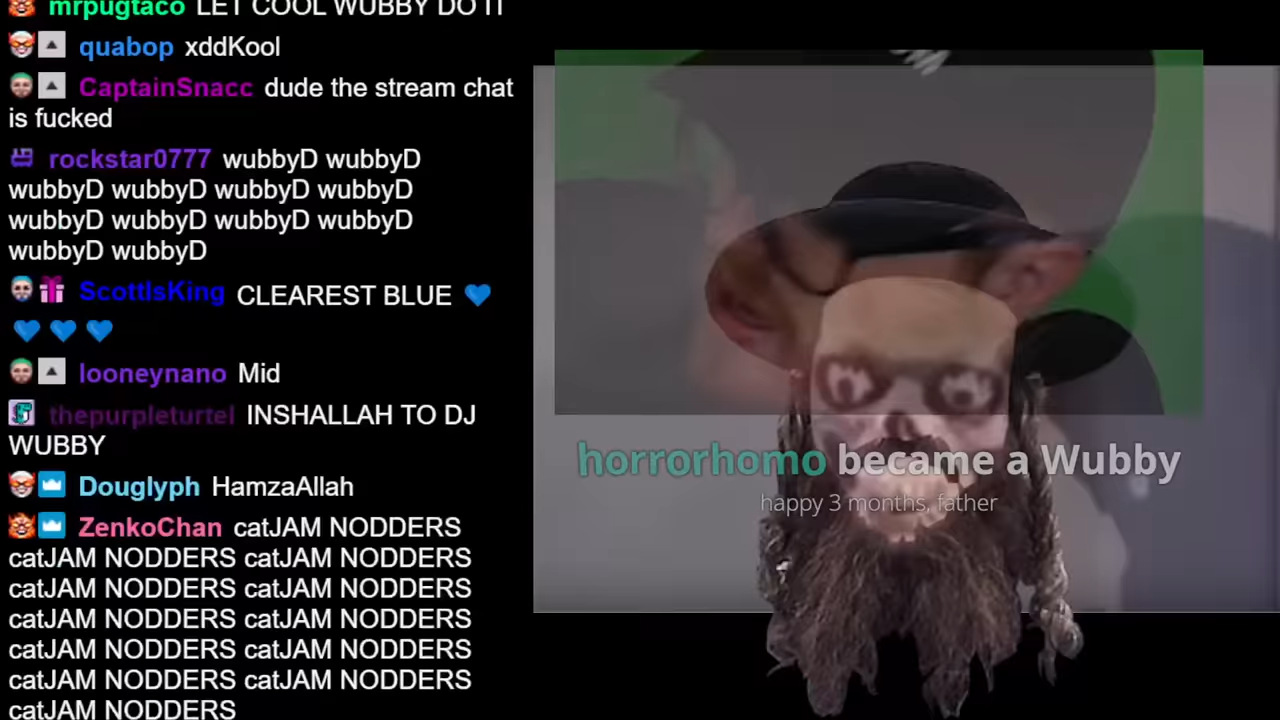 mrpugtaco LET COOL WUBBY DO IT
quabop xddKool
CaptainSnacc dude the stream chat
is fucked
rockstar0777 wubbyD wubbyD
wubbyD wubbyD wubbyD wubbyD
wubbyD wubbyD wubbyD wubbyD
wubbyD wubbyD
ScottIsKing CLEAREST BLUE 💙
💙 💙 💙
looneynano Mid
thepurpleturtel INSHALLAH TO DJ
WUBBY
Douglyph HamzaAllah
ZenkoChan catJAM NODDERS
catJAM NODDERS catJAM NODDERS
catJAM NODDERS catJAM NODDERS
catJAM NODDERS catJAM NODDERS
catJAM NODDERS catJAM NODDERS
catJAM NODDERS catJAM NODDERS
catJAM NODDERS
horrorhomo became a Wubby
happy 3 months, father